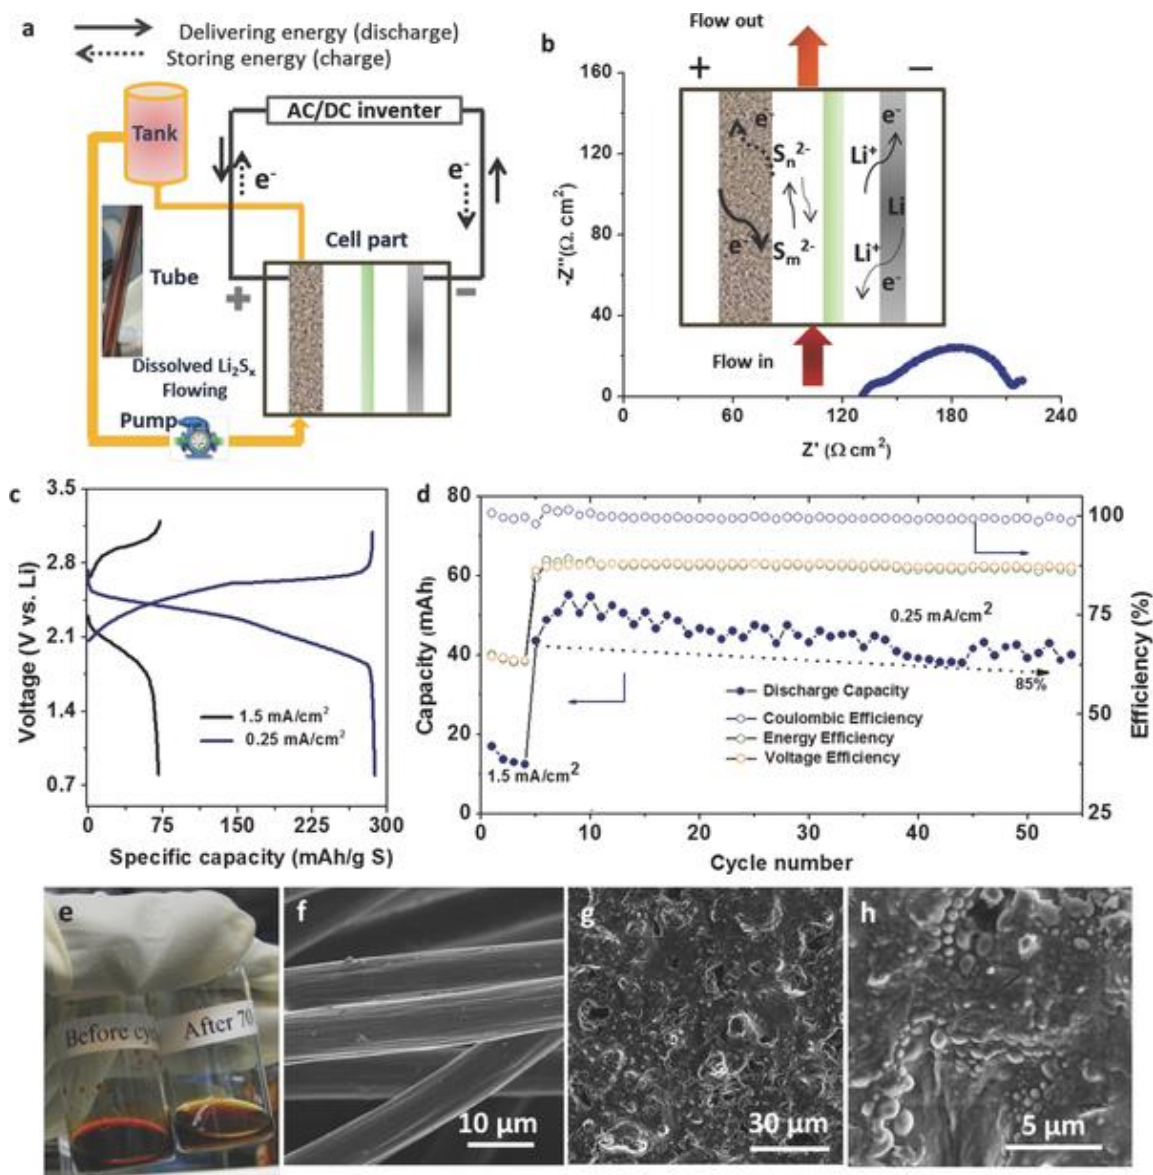 a
Delivering energy (discharge)
Storing energy (charge)
Tank
AC/DC inventer
e-
e-
Cell part
Tube
+
−
Dissolved Li2Sx
Flowing
Pump
b
Flow out
+
−
-Z''(Ω. cm2)
160
120
80
40
0
e-
Sn2-
e-
Sm2-
e-
Li+
Li
Li+
e-
Flow in
0
60
120
180
240
Z' (Ω cm2)
c
Voltage (V vs. Li)
3.5
2.8
2.1
1.4
0.7
1.5 mA/cm2
0.25 mA/cm2
0
75
150
225
300
Specific capacity (mAh/g S)
d
Capacity (mAh)
80
60
40
20
0
0.25 mA/cm2
85%
Discharge Capacity
Coulombic Efficiency
Energy Efficiency
Voltage Efficiency
1.5 mA/cm2
100
75
50
25
Efficiency (%)
0
10
20
30
40
50
Cycle number
e
Before cyc
After 70
f
10 μm
g
30 μm
h
5 μm